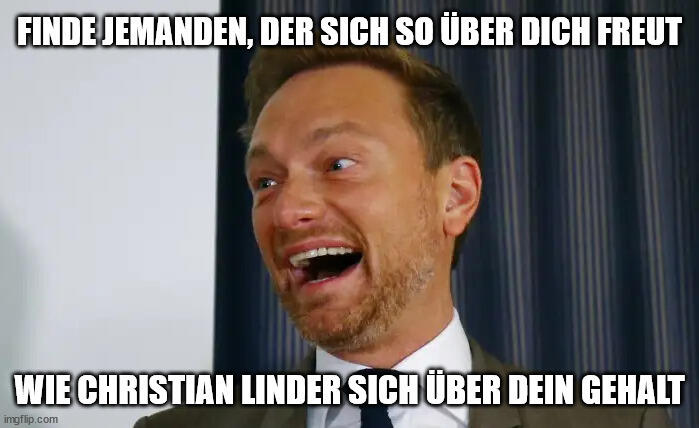 FINDE JEMANDEN, DER SICH SO ÜBER DICH FREUT
WIE CHRISTIAN LINDER SICH ÜBER DEIN GEHALT
imgflip.com